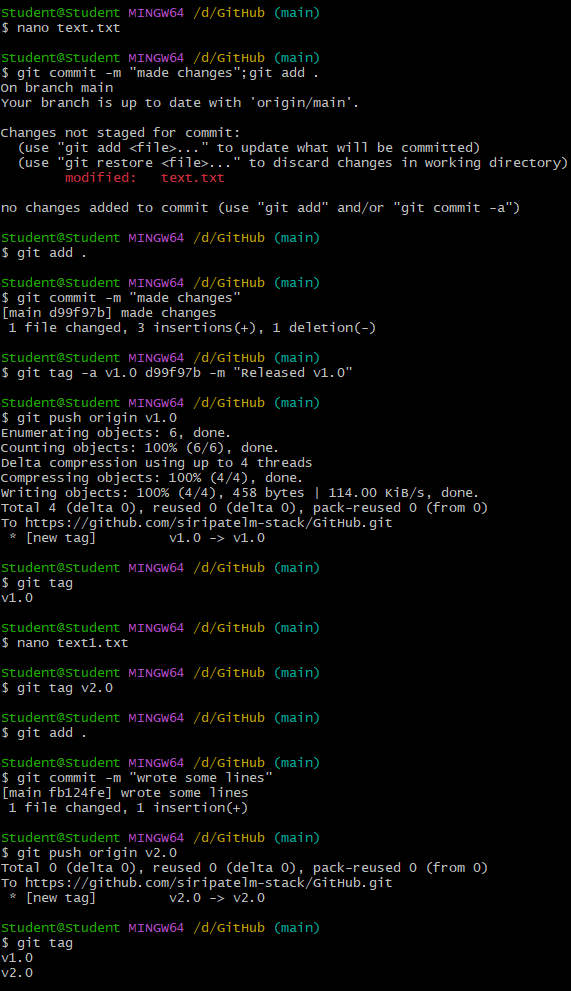 Student@Student MINGW64 /d/GitHub (main)
$ nano text.txt
Student@Student MINGW64 /d/GitHub (main)
$ git commit -m "made changes";git add .
On branch main
Your branch is up to date with 'origin/main'.
Changes not staged for commit:
  (use "git add <file>..." to update what will be committed)
  (use "git restore <file>..." to discard changes in working directory)
        modified:   text.txt
no changes added to commit (use "git add" and/or "git commit -a")
Student@Student MINGW64 /d/GitHub (main)
$ git add .
Student@Student MINGW64 /d/GitHub (main)
$ git commit -m "made changes"
[main d99f97b] made changes
 1 file changed, 3 insertions(+), 1 deletion(-)
Student@Student MINGW64 /d/GitHub (main)
$ git tag -a v1.0 d99f97b -m "Released v1.0"
Student@Student MINGW64 /d/GitHub (main)
$ git push origin v1.0
Enumerating objects: 6, done.
Counting objects: 100% (6/6), done.
Delta compression using up to 4 threads
Compressing objects: 100% (4/4), done.
Writing objects: 100% (4/4), 458 bytes | 114.00 KiB/s, done.
Total 4 (delta 0), reused 0 (delta 0), pack-reused 0 (from 0)
To https://github.com/siripatelm-stack/GitHub.git
 * [new tag]         v1.0 -> v1.0
Student@Student MINGW64 /d/GitHub (main)
$ git tag
v1.0
Student@Student MINGW64 /d/GitHub (main)
$ nano text1.txt
Student@Student MINGW64 /d/GitHub (main)
$ git tag v2.0
Student@Student MINGW64 /d/GitHub (main)
$ git add .
Student@Student MINGW64 /d/GitHub (main)
$ git commit -m "wrote some lines"
[main fb124fe] wrote some lines
 1 file changed, 1 insertion(+)
Student@Student MINGW64 /d/GitHub (main)
$ git push origin v2.0
Total 0 (delta 0), reused 0 (delta 0), pack-reused 0 (from 0)
To https://github.com/siripatelm-stack/GitHub.git
 * [new tag]         v2.0 -> v2.0
Student@Student MINGW64 /d/GitHub (main)
$ git tag
v1.0
v2.0